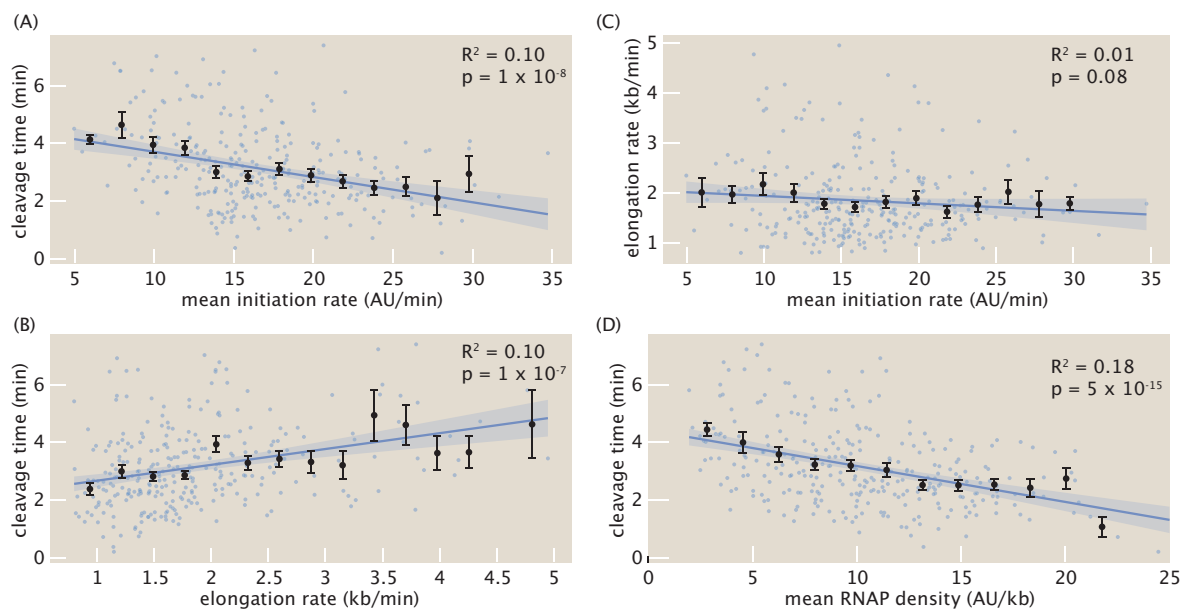 (A)
R² = 0.10
p = 1 x 10⁻⁸
cleavage time (min)
6
4
2
0
5 10 15 20 25 30 35
mean initiation rate (AU/min)
(C)
R² = 0.01
p = 0.08
elongation rate (kb/min)
5
4
3
2
1
5 10 15 20 25 30 35
mean initiation rate (AU/min)
(B)
R² = 0.10
p = 1 x 10⁻⁷
cleavage time (min)
6
4
2
0
1 1.5 2 2.5 3 3.5 4 4.5 5
elongation rate (kb/min)
(D)
R² = 0.18
p = 5 x 10⁻¹⁵
cleavage time (min)
6
4
2
0
0 5 10 15 20 25
mean RNAP density (AU/kb)